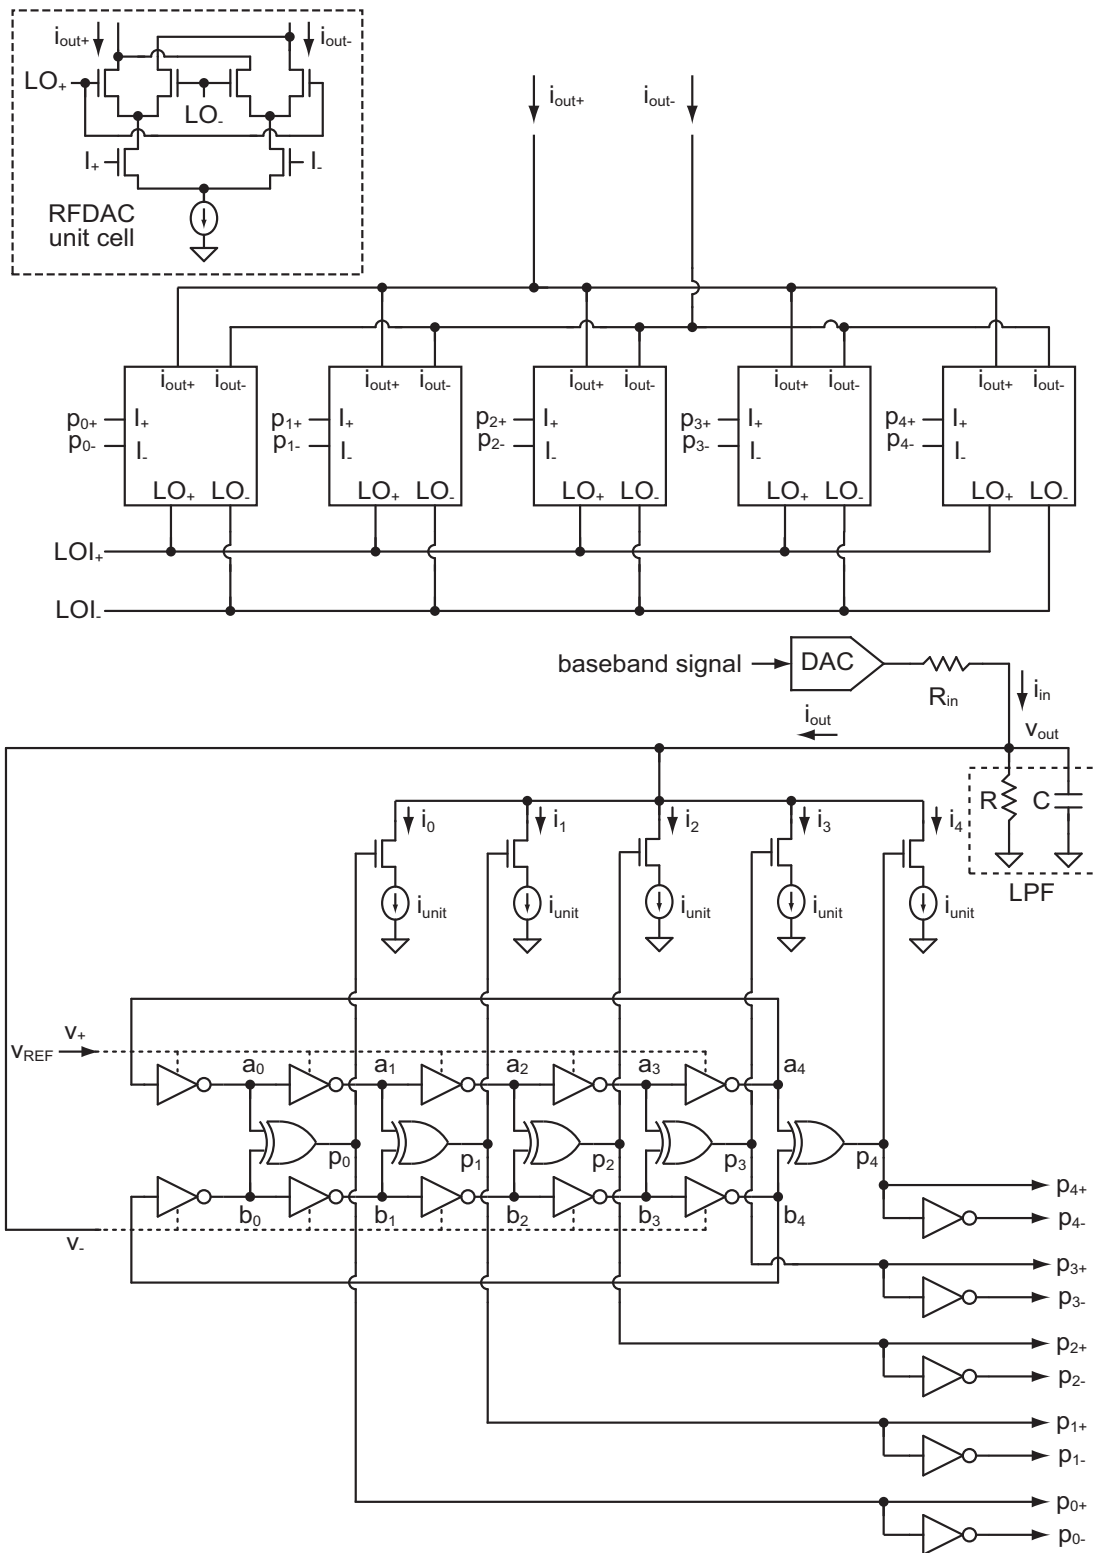 iout+ iout-
LO+
LO-
I+ I-
RFDAC
unit cell
iout+ iout-
iout+ iout- iout+ iout- iout+ iout- iout+ iout- iout+ iout-
p0+ I+ p1+ I+ p2+ I+ p3+ I+ p4+ I+
p0- I- p1- I- p2- I- p3- I- p4- I-
LO+ LO- LO+ LO- LO+ LO- LO+ LO- LO+ LO-
LOI+
LOI-
baseband signal DAC
Rin iin
iout vout
R C
LPF
i0 i1 i2 i3 i4
iunit iunit iunit iunit iunit
v+
vREF
a0 a1 a2 a3 a4
p0 p1 p2 p3 p4
b0 b1 b2 b3 b4
v-
p4+
p4-
p3+
p3-
p2+
p2-
p1+
p1-
p0+
p0-